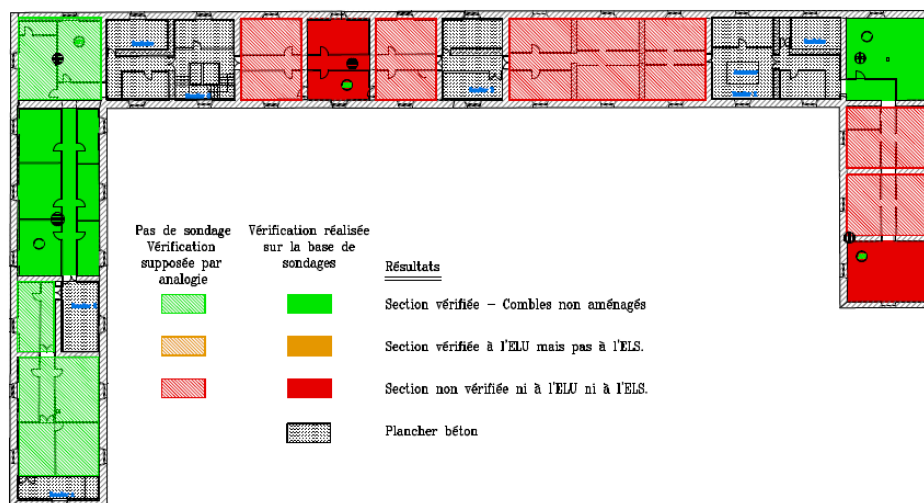 Pas de sondage
Vérification
supposée par
analogie
Vérification réalisée
sur la base de
sondages
Résultats
Section vérifiée – Combles non aménagés
Section vérifiée à l'ELU mais pas à l'ELS.
Section non vérifiée ni à l'ELU ni à l'ELS.
Plancher béton